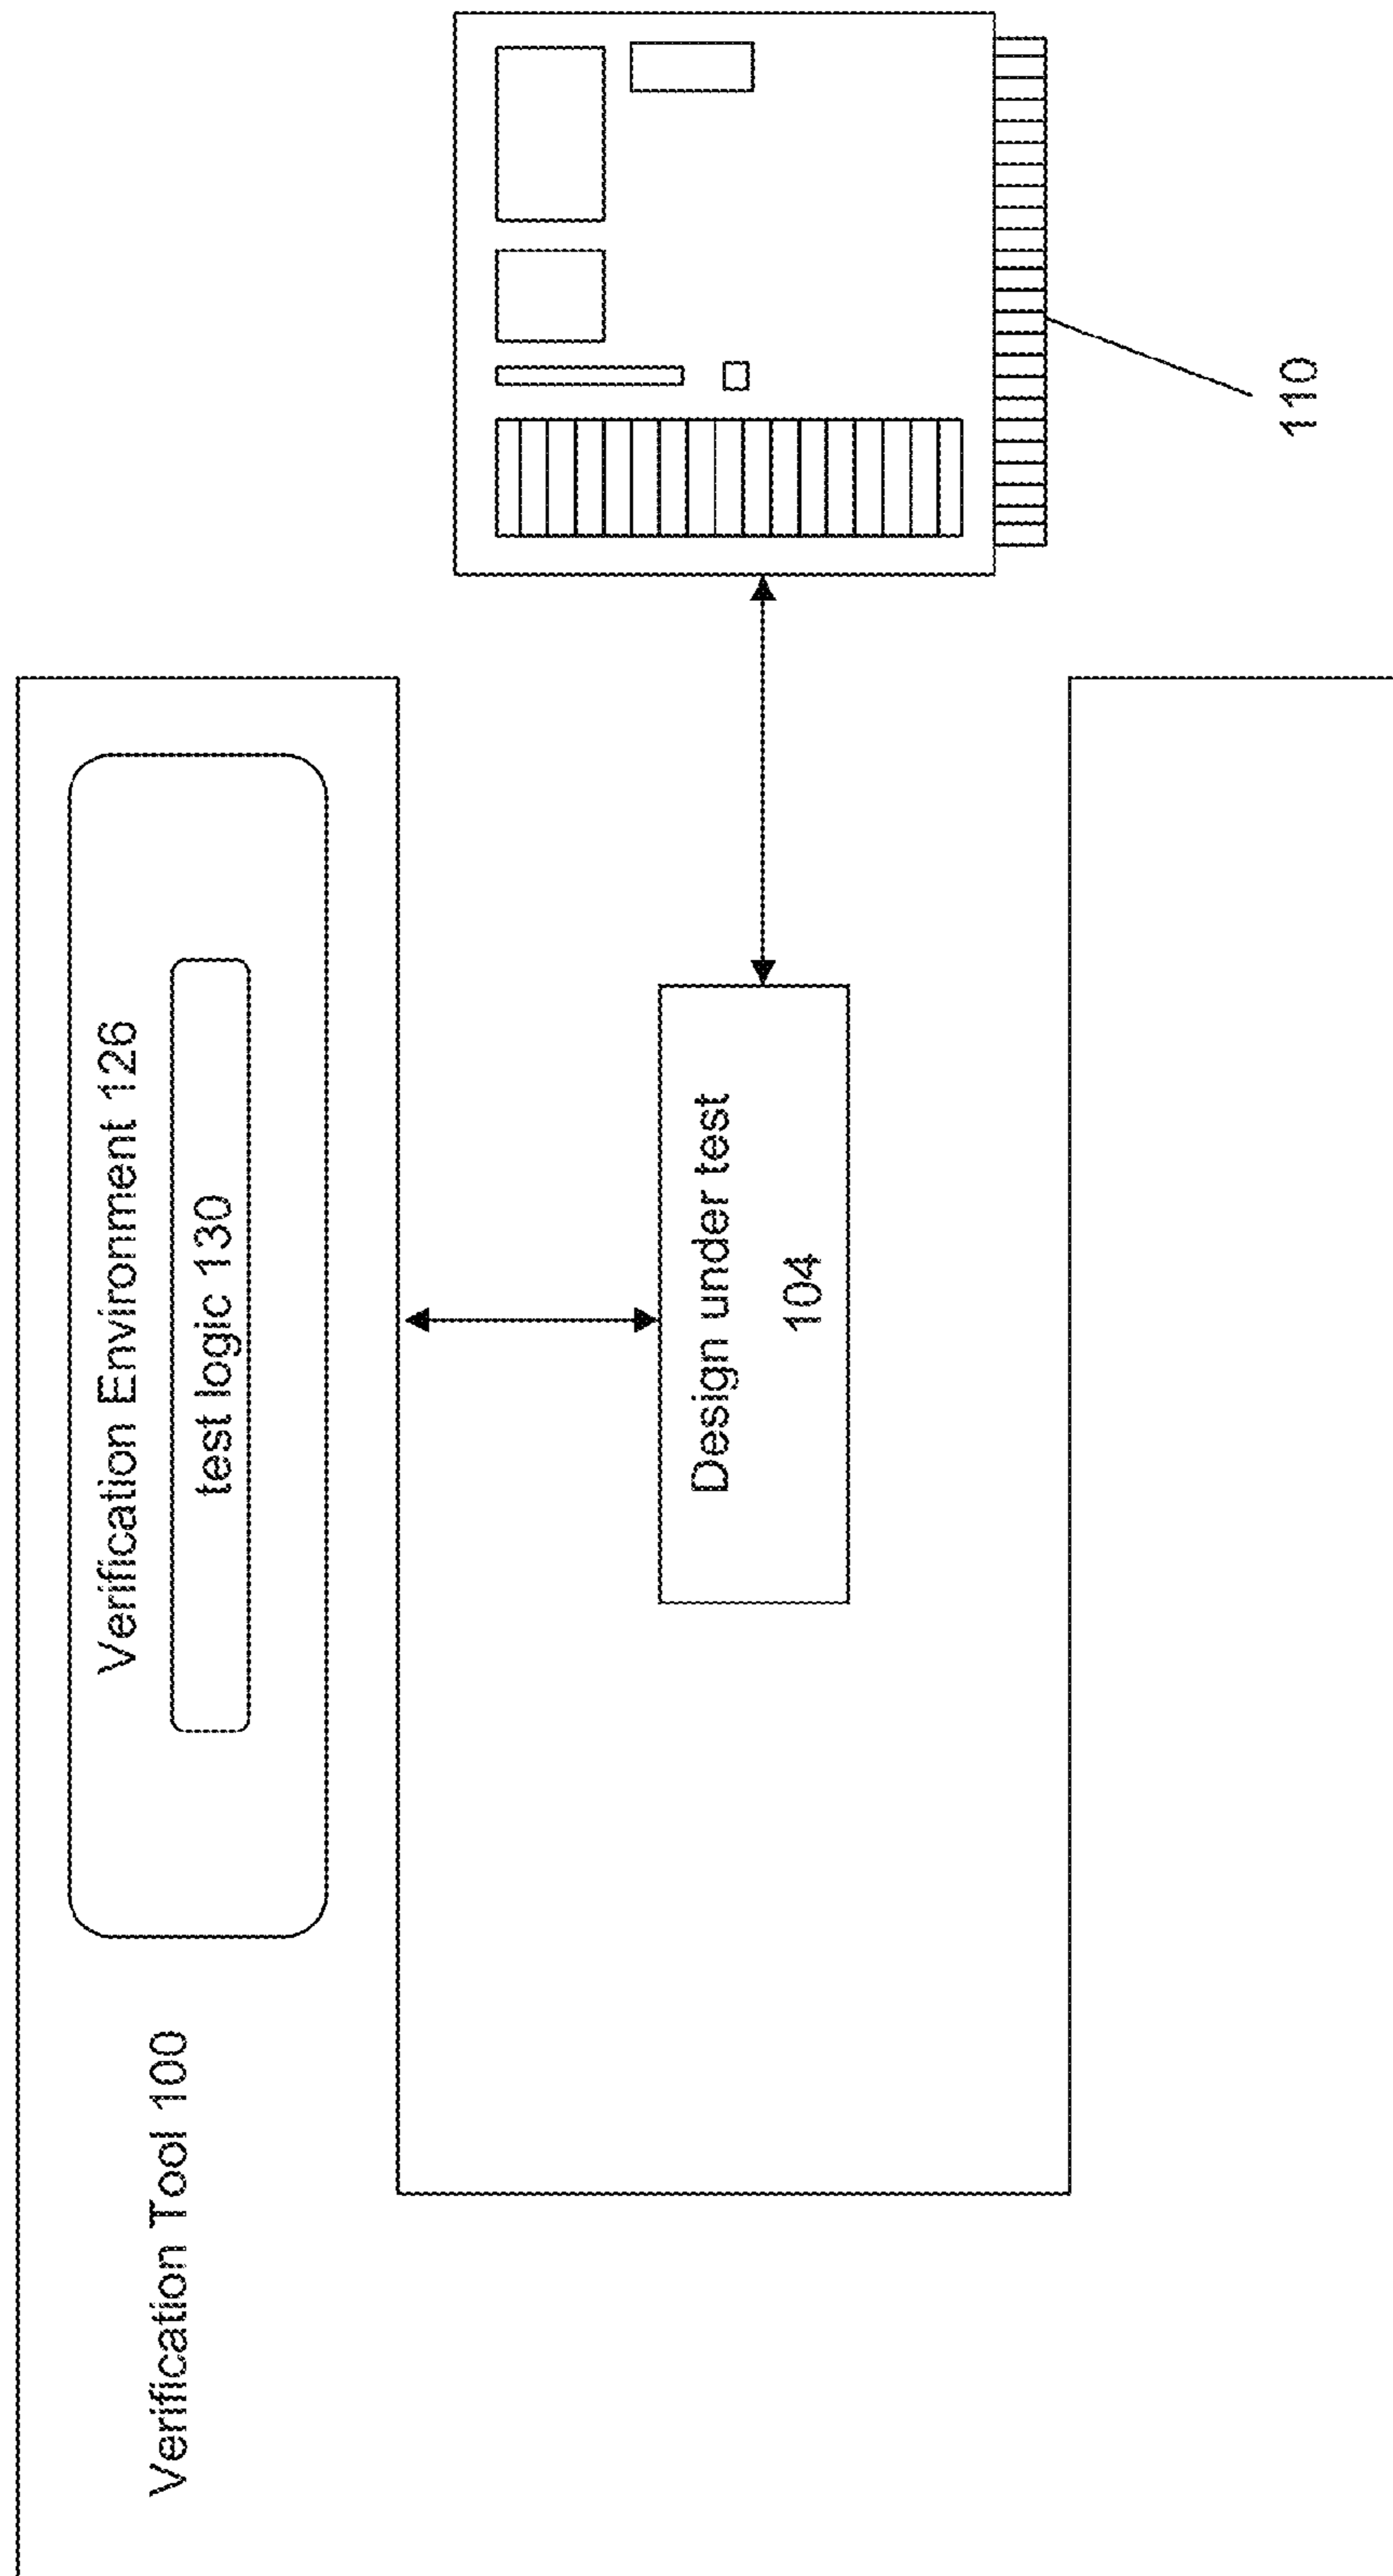 Verification Tool 100
Verification Environment 126
test logic 130
Design under test
104
110